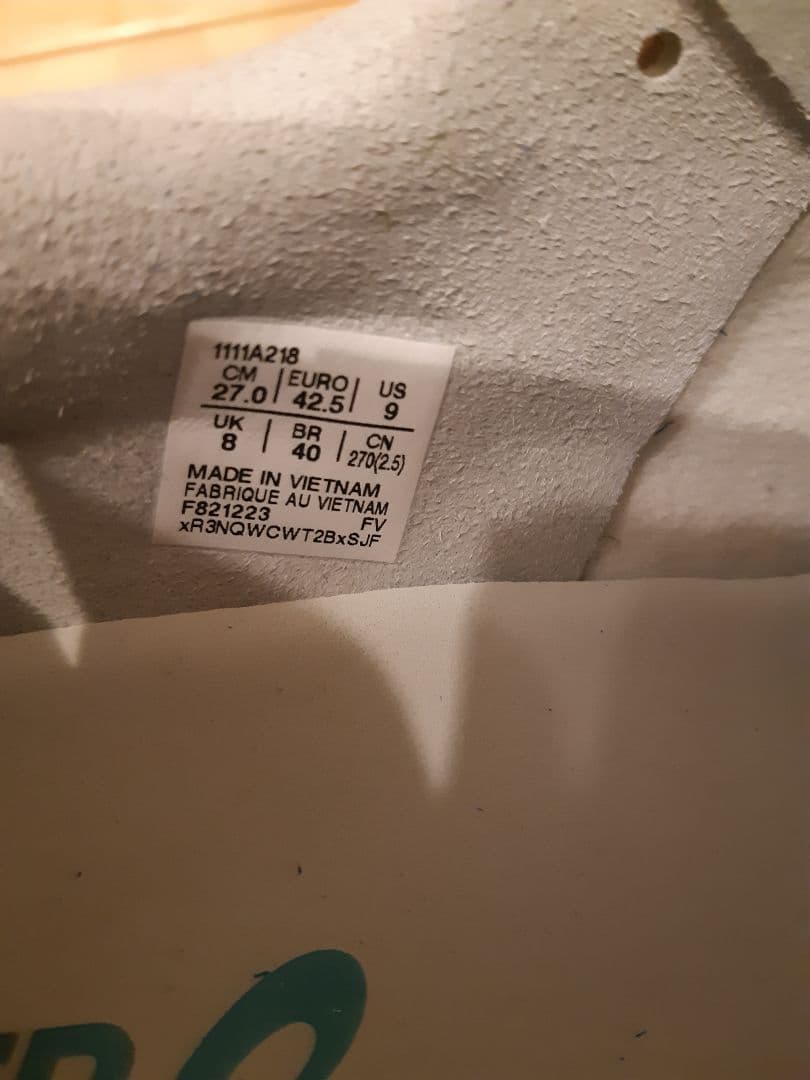 1111A218
CM | EURO | US
27.0 | 42.5 | 9
UK | BR | CN
8 | 40 | 270(2.5)
MADE IN VIETNAM
FABRIQUE AU VIETNAM
F821223 FV
xR3NQWCWT2BxSJF